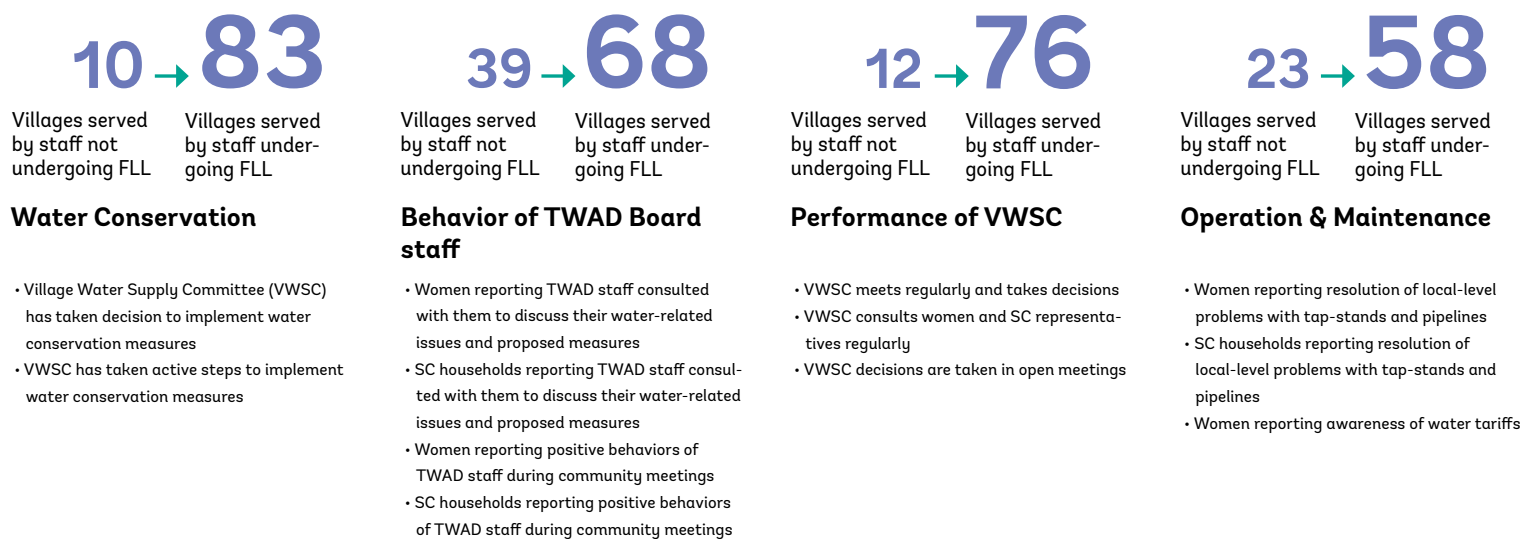 10 → 83
Villages served
by staff not
undergoing FLL
Villages served
by staff under-
going FLL
Water Conservation
• Village Water Supply Committee (VWSC)
has taken decision to implement water
conservation measures
• VWSC has taken active steps to implement
water conservation measures
39 → 68
Villages served
by staff not
undergoing FLL
Villages served
by staff under-
going FLL
Behavior of TWAD Board
staff
• Women reporting TWAD staff consulted
with them to discuss their water-related
issues and proposed measures
• SC households reporting TWAD staff consul-
ted with them to discuss their water-related
issues and proposed measures
• Women reporting positive behaviors of
TWAD staff during community meetings
• SC households reporting positive behaviors
of TWAD staff during community meetings
12 → 76
Villages served
by staff not
undergoing FLL
Villages served
by staff under-
going FLL
Performance of VWSC
• VWSC meets regularly and takes decisions
• VWSC consults women and SC representa-
tives regularly
• VWSC decisions are taken in open meetings
23 → 58
Villages served
by staff not
undergoing FLL
Villages served
by staff under-
going FLL
Operation & Maintenance
• Women reporting resolution of local-level
problems with tap-stands and pipelines
• SC households reporting resolution of
local-level problems with tap-stands and
pipelines
• Women reporting awareness of water tariffs